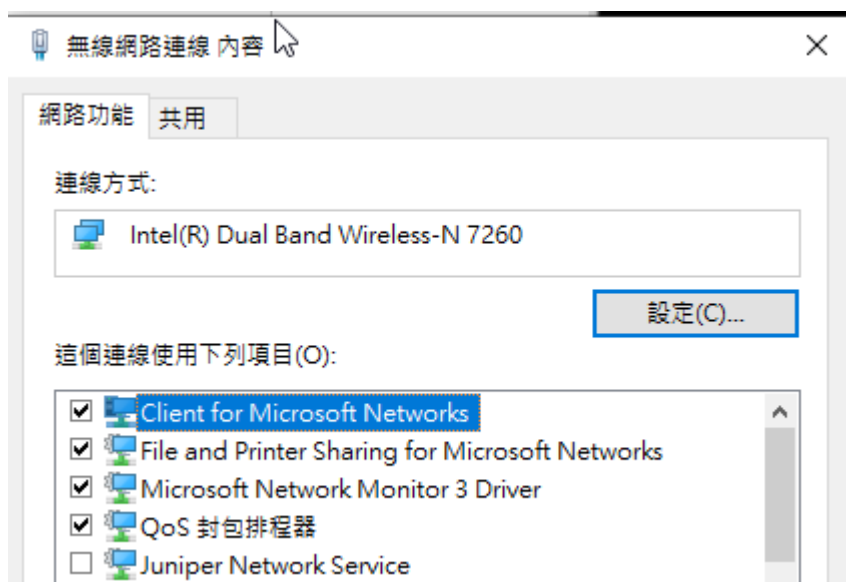 無線網路連線 內容
網路功能 共用
連線方式:
Intel(R) Dual Band Wireless-N 7260
設定(C)...
這個連線使用下列項目(O):
Client for Microsoft Networks
File and Printer Sharing for Microsoft Networks
Microsoft Network Monitor 3 Driver
QoS 封包排程器
Juniper Network Service